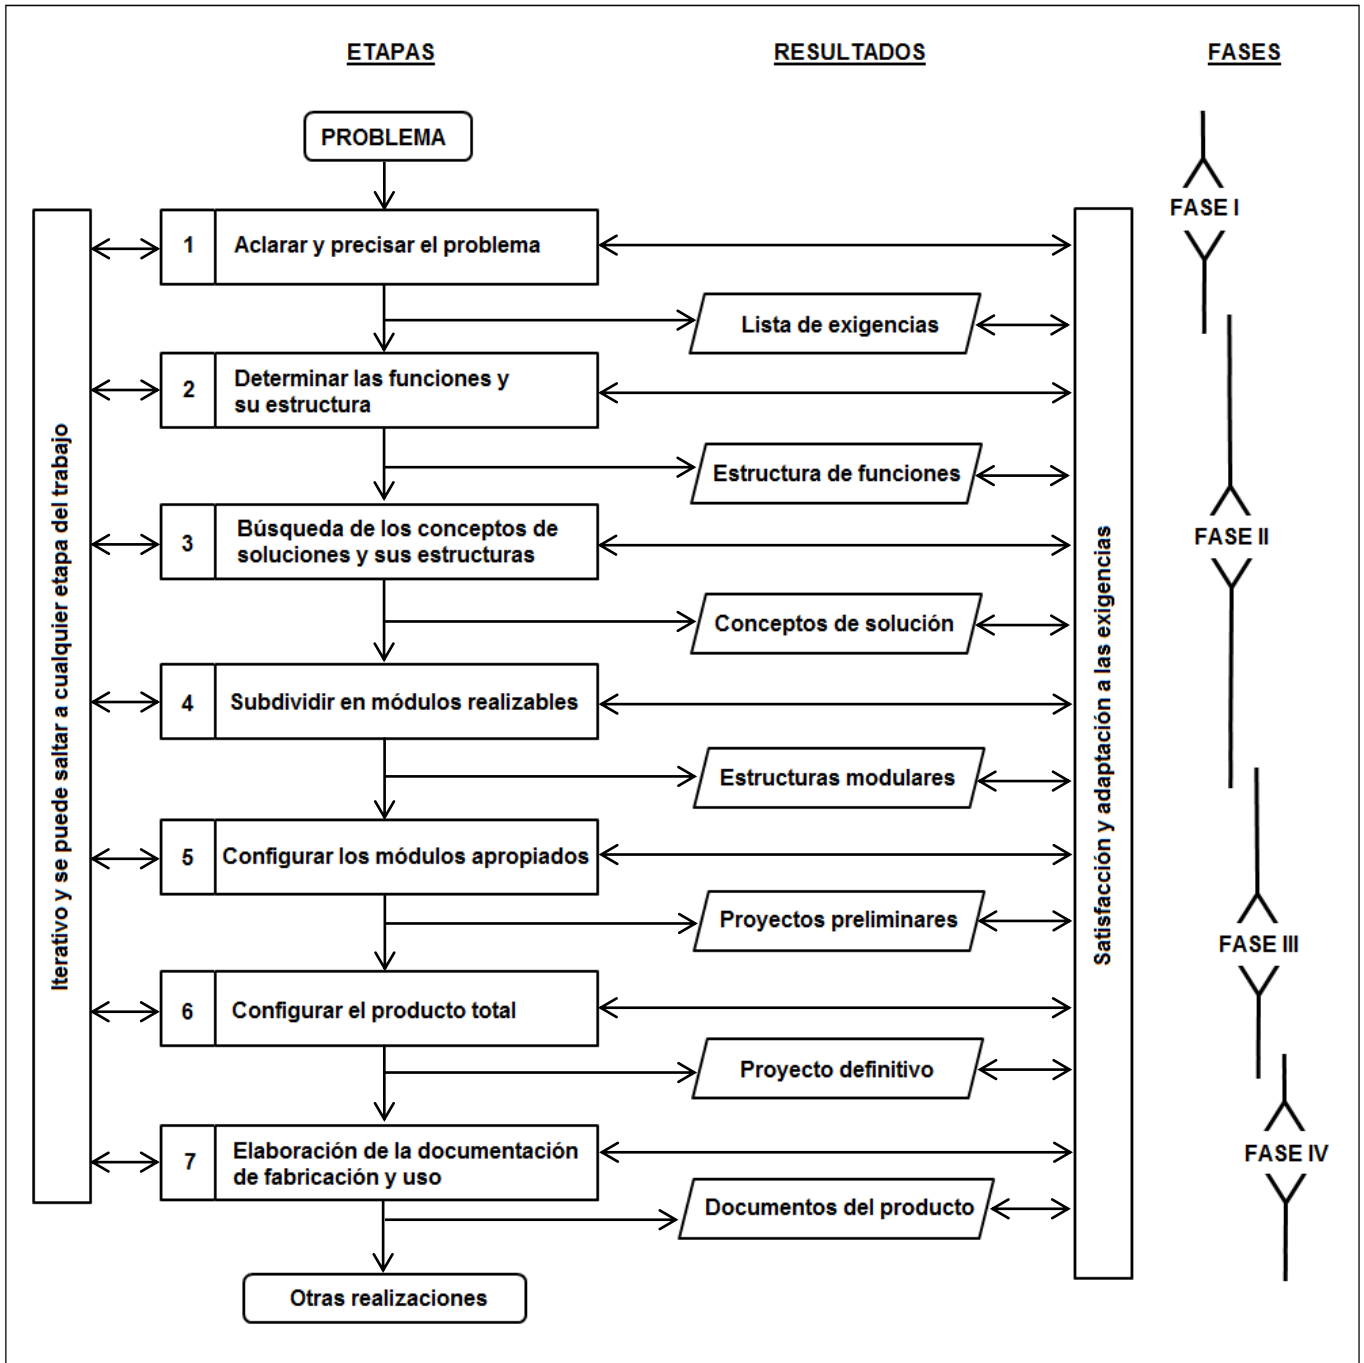 ETAPAS
RESULTADOS
FASES
PROBLEMA
FASE I
1
Aclarar y precisar el problema
Lista de exigencias
2
Determinar las funciones y
su estructura
Estructura de funciones
3
Búsqueda de los conceptos de
soluciones y sus estructuras
FASE II
Conceptos de solución
4
Subdividir en módulos realizables
Estructuras modulares
5
Configurar los módulos apropiados
Proyectos preliminares
FASE III
6
Configurar el producto total
Proyecto definitivo
7
Elaboración de la documentación
de fabricación y uso
FASE IV
Documentos del producto
Otras realizaciones
Iterativo y se puede saltar a cualquier etapa del trabajo
Satisfacción y adaptación a las exigencias